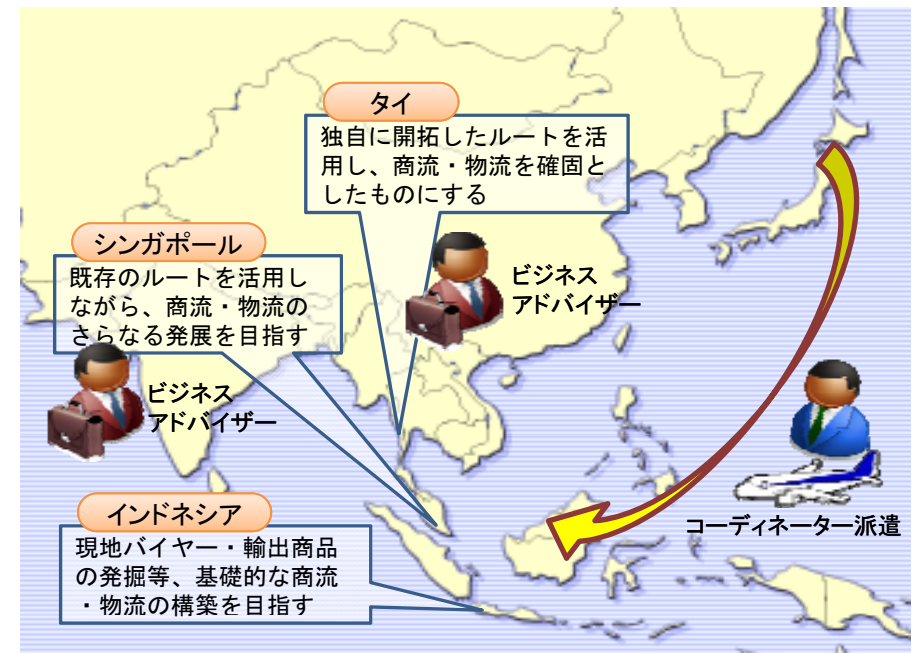 タイ
独自に開拓したルートを活
用し、商流・物流を確固と
したものにする
シンガポール
既存のルートを活用し
ながら、商流・物流の
さらなる発展を目指す
ビジネス
アドバイザー
ビジネス
アドバイザー
インドネシア
現地バイヤー・輸出商品
の発掘等、基礎的な商流
・物流の構築を目指す
コーディネーター派遣